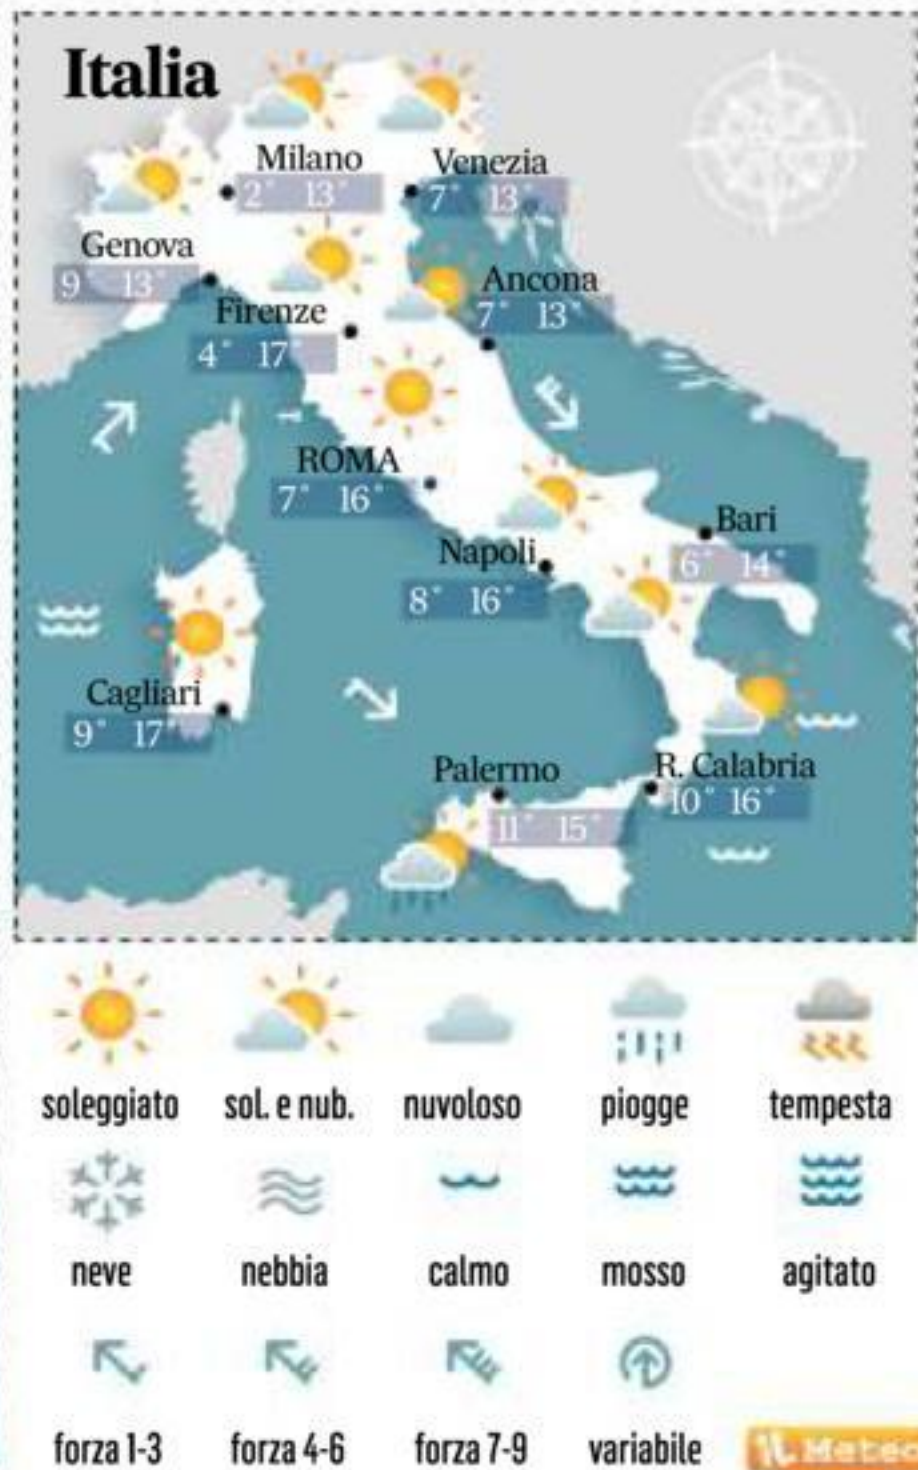 Italia
Milano
2° 13°
Venezia
7° 13°
Genova
9° 13°
Ancona
7° 13°
Firenze
4° 17°
ROMA
7° 16°
Bari
6° 14°
Napoli
8° 16°
Cagliari
9° 17°
Palermo
11° 15°
R. Calabria
10° 16°
soleggiato sol. e nub. nuvoloso piogge tempesta
neve nebbia calmo mosso agitato
forza 1-3 forza 4-6 forza 7-9 variabile
iL Meteo